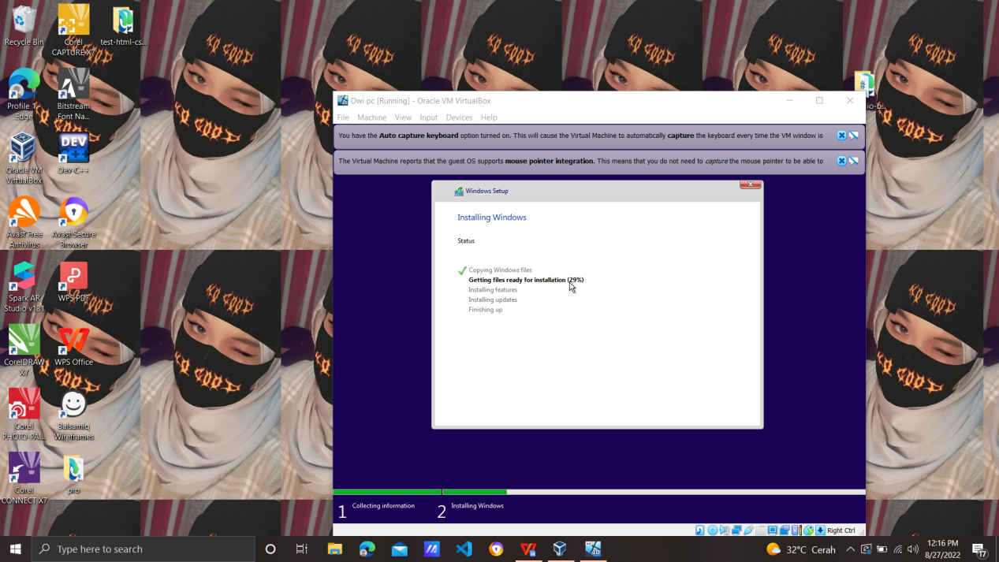 Recycle Bin
Corel
CAPTURE X7
test-html-cs...
Profile 1 -
Edge
Bitstream
Font Na...
Oracle VM
VirtualBox
Dev-C++
DEV
Avast Free
Antivirus
Avast Secure
Browser
Spark AR
Studio v131
WPS PDF
CorelDRAW
X7
WPS Office
Corel
PHOTO-PAI...
Balsamiq
Wireframes
Corel
CONNECT X7
pro
Dwi pc [Running] - Oracle VM VirtualBox
File Machine View Input Devices Help
You have the Auto capture keyboard option turned on. This will cause the Virtual Machine to automatically capture the keyboard every time the VM window is
The Virtual Machine reports that the guest OS supports mouse pointer integration. This means that you do not need to capture the mouse pointer to be able to
Windows Setup
Installing Windows
Status
Copying Windows files
Getting files ready for installation (29%)
Installing features
Installing updates
Finishing up
1 Collecting information
2 Installing Windows
Right Ctrl
Type here to search
32°C Cerah
12:16 PM
8/27/2022
17